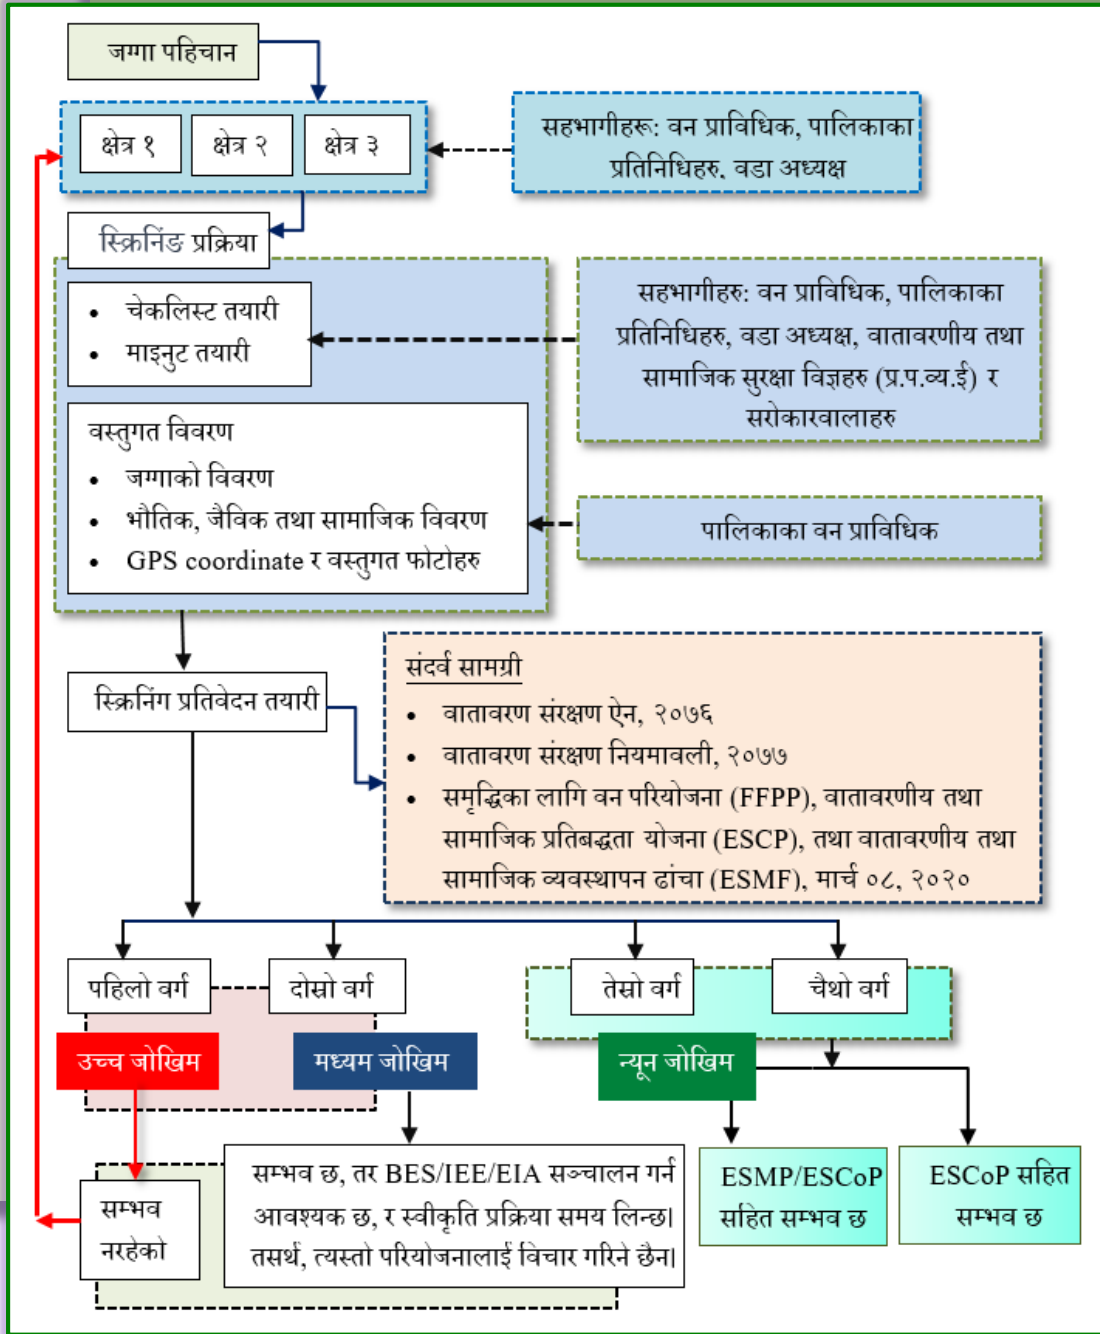 जग्गा पहिचान
क्षेत्र १
क्षेत्र २
क्षेत्र ३
सहभागीहरू: वन प्राविधिक, पालिकाका
प्रतिनिधिहरु, वडा अध्यक्ष
स्क्रिनिंङ प्रक्रिया
• चेकलिस्ट तयारी
• माइनुट तयारी
सहभागीहरु: वन प्राविधिक, पालिकाका
प्रतिनिधिहरु, वडा अध्यक्ष, वातावरणीय तथा
सामाजिक सुरक्षा विज्ञहरु (प्र.प.व्य.ई) र
सरोकारवालाहरु
वस्तुगत विवरण
• जग्गाको विवरण
• भौतिक, जैविक तथा सामाजिक विवरण
• GPS coordinate र वस्तुगत फोटोहरु
पालिकाका वन प्राविधिक
स्क्रिनिंग प्रतिवेदन तयारी
संदर्व सामग्री
• वातावरण संरक्षण ऐन, २०७६
• वातावरण संरक्षण नियमावली, २०७७
• समृद्धिका लागि वन परियोजना (FFPP), वातावरणीय तथा
सामाजिक प्रतिबद्धता योजना (ESCP), तथा वातावरणीय तथा
सामाजिक व्यवस्थापन ढांचा (ESMF), मार्च ०८, २०२०
पहिलो वर्ग
दोस्रो वर्ग
तेस्रो वर्ग
चैथो वर्ग
उच्च जोखिम
मध्यम जोखिम
न्यून जोखिम
सम्भव
नरहेको
सम्भव छ, तर BES/IEE/EIA सञ्चालन गर्न
आवश्यक छ, र स्वीकृति प्रक्रिया समय लिन्छ।
तसर्थ, त्यस्तो परियोजनालाई विचार गरिने छैन।
ESMP/ESCoP
सहित सम्भव छ
ESCoP सहित
सम्भव छ